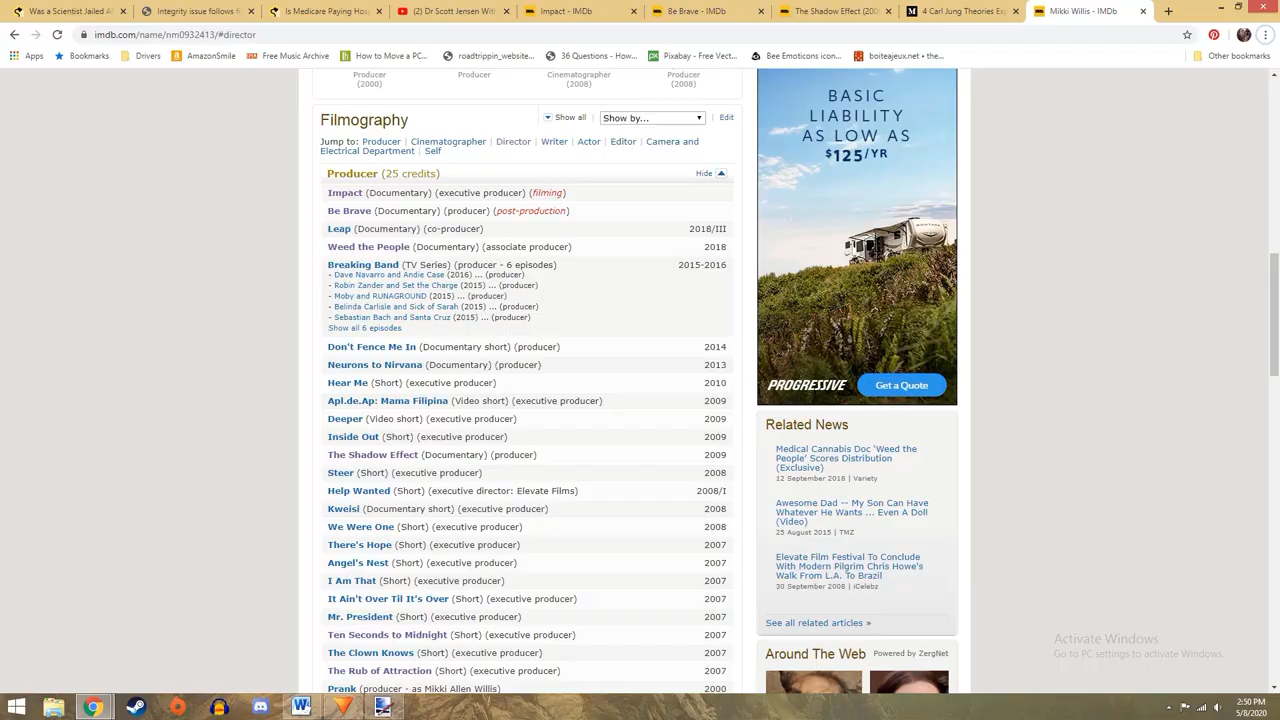 Was a Scientist Jailed Af
Integrity issue follows fi
Is Medicare Paying Hosp
(2) Dr Scott Jensen With
Impact - IMDb
Be Brave - IMDb
The Shadow Effect (200
4 Carl Jung Theories Exp
Mikki Willis - IMDb
imdb.com/name/nm0932413/#director
Apps
Bookmarks
Drivers
AmazonSmile
Free Music Archive
How to Move a PC...
roadtrippin_website...
36 Questions - How...
Pixabay - Free Vect...
Bee Emoticons icon...
boiteajeux.net • the...
Other bookmarks
Producer
(2000)
Producer
Cinematographer
(2008)
Producer
(2008)
Filmography
Show all | Show by... | Edit
Jump to: Producer | Cinematographer | Director | Writer | Actor | Editor | Camera and
Electrical Department | Self
Producer (25 credits) Hide
Impact (Documentary) (executive producer) (filming)
Be Brave (Documentary) (producer) (post-production)
Leap (Documentary) (co-producer) 2018/III
Weed the People (Documentary) (associate producer) 2018
Breaking Band (TV Series) (producer - 6 episodes) 2015-2016
- Dave Navarro and Andie Case (2016) ... (producer)
- Robin Zander and Set the Charge (2015) ... (producer)
- Moby and RUNAGROUND (2015) ... (producer)
- Belinda Carlisle and Sick of Sarah (2015) ... (producer)
- Sebastian Bach and Santa Cruz (2015) ... (producer)
Show all 6 episodes
Don't Fence Me In (Documentary short) (producer) 2014
Neurons to Nirvana (Documentary) (producer) 2013
Hear Me (Short) (executive producer) 2010
Apl.de.Ap: Mama Filipina (Video short) (executive producer) 2009
Deeper (Video short) (executive producer) 2009
Inside Out (Short) (executive producer) 2009
The Shadow Effect (Documentary) (producer) 2009
Steer (Short) (executive producer) 2008
Help Wanted (Short) (executive director: Elevate Films) 2008/I
Kweisi (Documentary short) (executive producer) 2008
We Were One (Short) (executive producer) 2008
There's Hope (Short) (executive producer) 2007
Angel's Nest (Short) (executive producer) 2007
I Am That (Short) (executive producer) 2007
It Ain't Over Til It's Over (Short) (executive producer) 2007
Mr. President (Short) (executive producer) 2007
Ten Seconds to Midnight (Short) (executive producer) 2007
The Clown Knows (Short) (executive producer) 2007
The Rub of Attraction (Short) (executive producer) 2007
Prank (producer - as Mikki Allen Willis) 2000
BASIC
LIABILITY
AS LOW AS
$125/YR
MONTANA
PROGRESSIVE
Get a Quote
Related News
Medical Cannabis Doc 'Weed the
People' Scores Distribution
(Exclusive)
12 September 2018 | Variety
Awesome Dad -- My Son Can Have
Whatever He Wants ... Even A Doll
(Video)
25 August 2015 | TMZ
Elevate Film Festival To Conclude
With Modern Pilgrim Chris Howe's
Walk From L.A. To Brazil
30 September 2008 | iCelebz
See all related articles »
Around The Web Powered by ZergNet
Activate Windows
Go to PC settings to activate Windows.
2:50 PM
5/8/2020